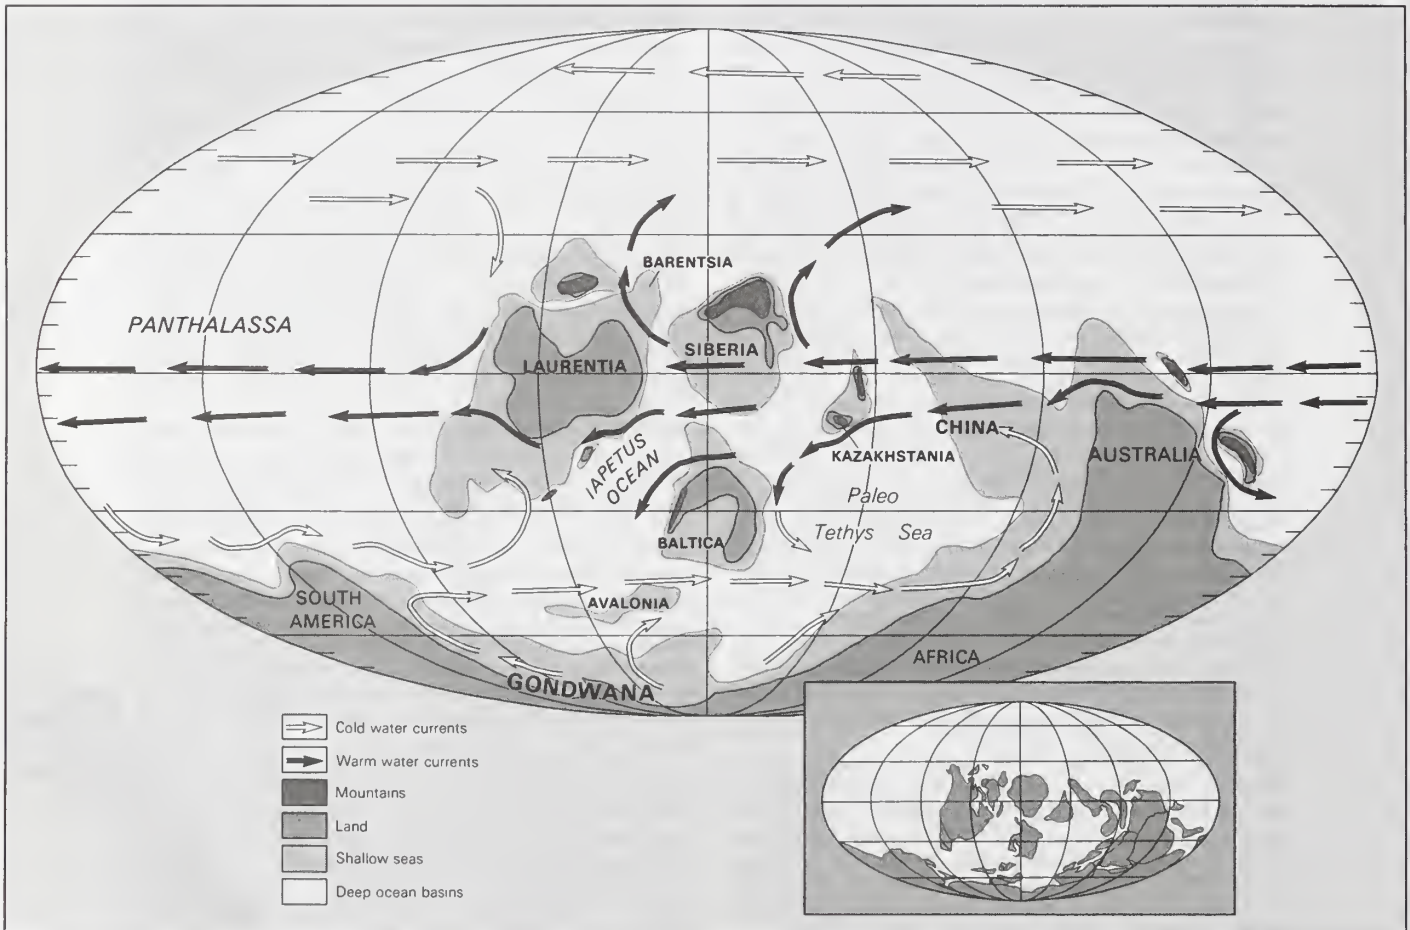 BARENTSIA
PANTHALASSA
LAURENTIA
SIBERIA
CHINA
KAZAKHSTANIA
AUSTRALIA
IAPETUS
OCEAN
Paleo
Tethys Sea
BALTICA
SOUTH
AMERICA
AVALONIA
AFRICA
GONDWANA
Cold water currents
Warm water currents
Mountains
Land
Shallow seas
Deep ocean basins